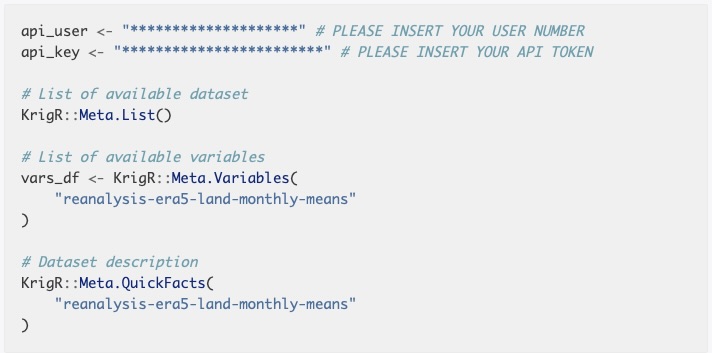 api_user <- "********************" # PLEASE INSERT YOUR USER NUMBER
api_key <- "************************" # PLEASE INSERT YOUR API TOKEN
# List of available dataset
KrigR::Meta.List()
# List of available variables
vars_df <- KrigR::Meta.Variables(
    "reanalysis-era5-land-monthly-means"
)
# Dataset description
KrigR::Meta.QuickFacts(
    "reanalysis-era5-land-monthly-means"
)